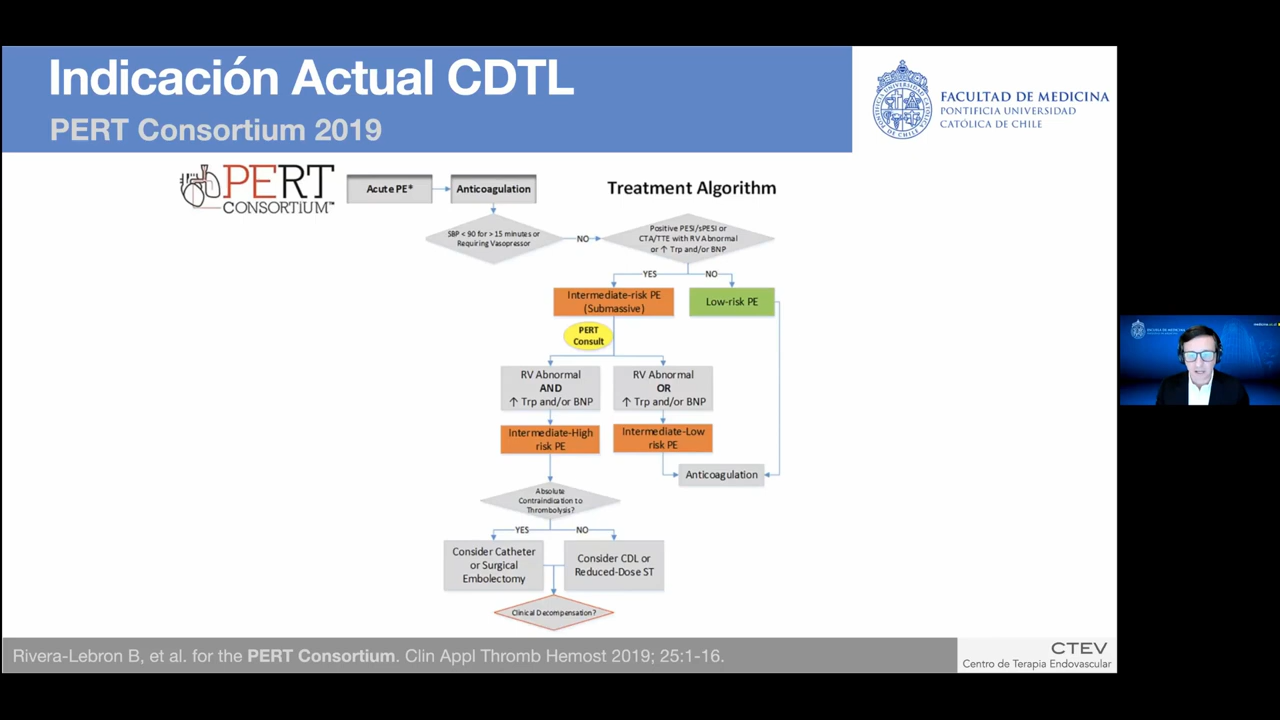 Indicación Actual CDTL
PERT Consortium 2019
FACULTAD DE MEDICINA
PONTIFICIA UNIVERSIDAD
CATÓLICA DE CHILE
PERT
CONSORTIUM™
Acute PE*
Anticoagulation
Treatment Algorithm
SBP < 90 for > 15 minutes or
Requiring Vasopressor
NO
Positive PESI/sPESI or
CTA/TTE with RV Abnormal
or ↑ Trp and/or BNP
YES
NO
Intermediate-risk PE
(Submassive)
Low-risk PE
PERT
Consult
RV Abnormal
AND
↑ Trp and/or BNP
RV Abnormal
OR
↑ Trp and/or BNP
Intermediate-High
risk PE
Intermediate-Low
risk PE
Anticoagulation
Absolute
Contraindication to
Thrombolysis?
YES
NO
Consider Catheter
or Surgical
Embolectomy
Consider CDL or
Reduced-Dose ST
Clinical Decompensation?
Rivera-Lebron B, et al. for the PERT Consortium. Clin Appl Thromb Hemost 2019; 25:1-16.
CTEV
Centro de Terapia Endovascular